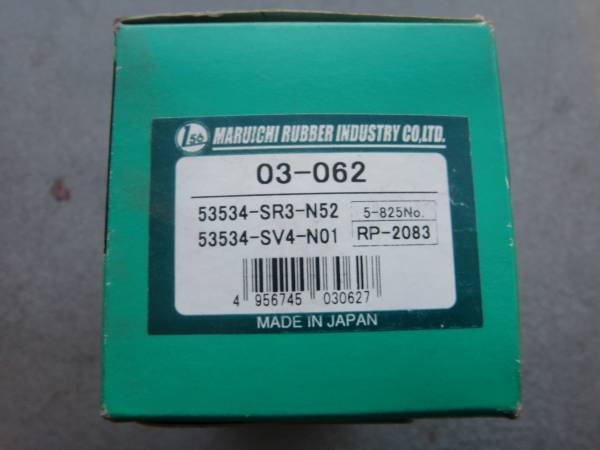 156 MARUICHI RUBBER INDUSTRY CO,LTD.
03-062
53534-SR3-N52 5-825No.
53534-SV4-N01 RP-2083
4 956745 030627
MADE IN JAPAN